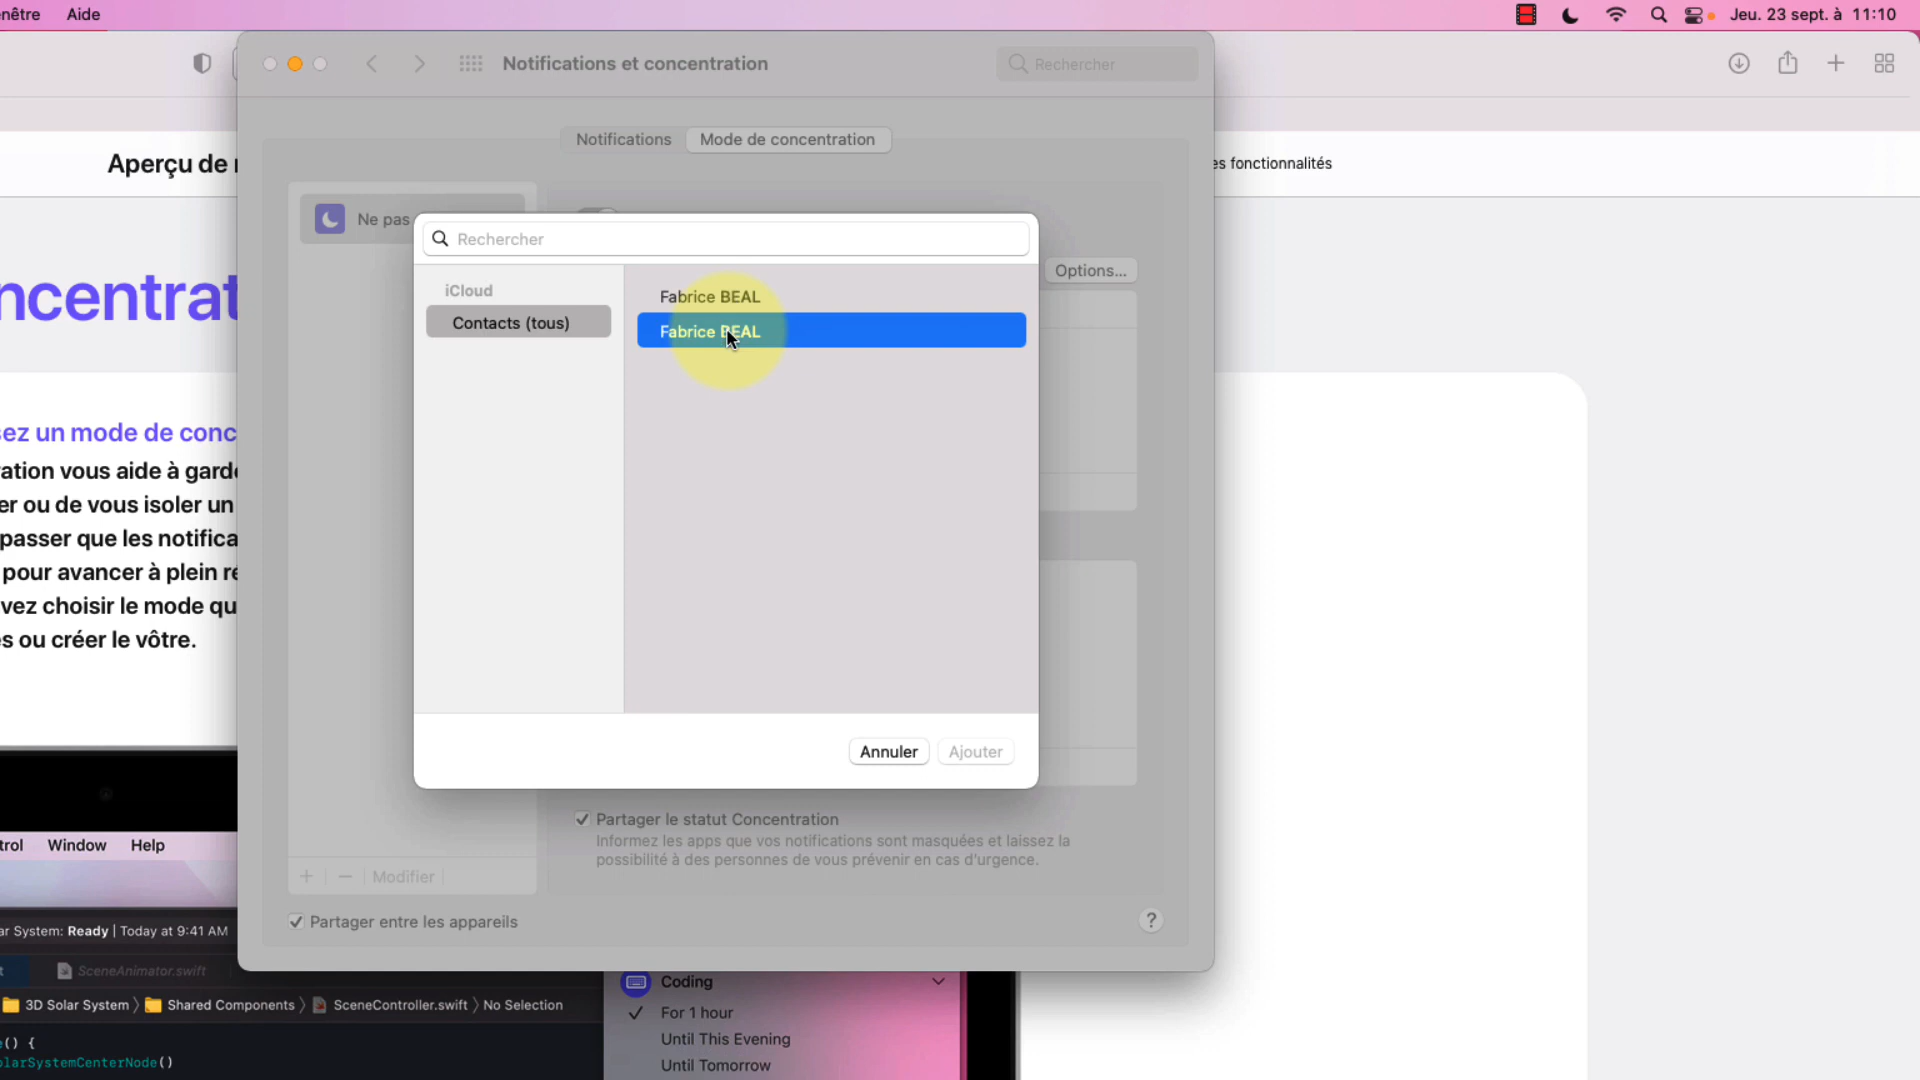 nêtre Aide
Jeu. 23 sept. à 11:10
Notifications et concentration
Rechercher
Notifications
Mode de concentration
Aperçu de
es fonctionnalités
Ne pas
Rechercher
Options...
iCloud
Contacts (tous)
Fabrice BEAL
Fabrice BEAL
ncentrat
sez un mode de conc
ation vous aide à garde
er ou de vous isoler un
passer que les notifica
pour avancer à plein ré
vez choisir le mode qu
s ou créer le vôtre.
Annuler
Ajouter
Partager le statut Concentration
Informez les apps que vos notifications sont masquées et laissez la
possibilité à des personnes de vous prévenir en cas d'urgence.
trol Window Help
+ − Modifier
Partager entre les appareils
?
ar System: Ready | Today at 9:41 AM
t SceneAnimator.swift
3D Solar System 〉 Shared Components 〉 SceneController.swift 〉 No Selection
e() {
olarSystemCenterNode()
Coding
For 1 hour
Until This Evening
Until Tomorrow